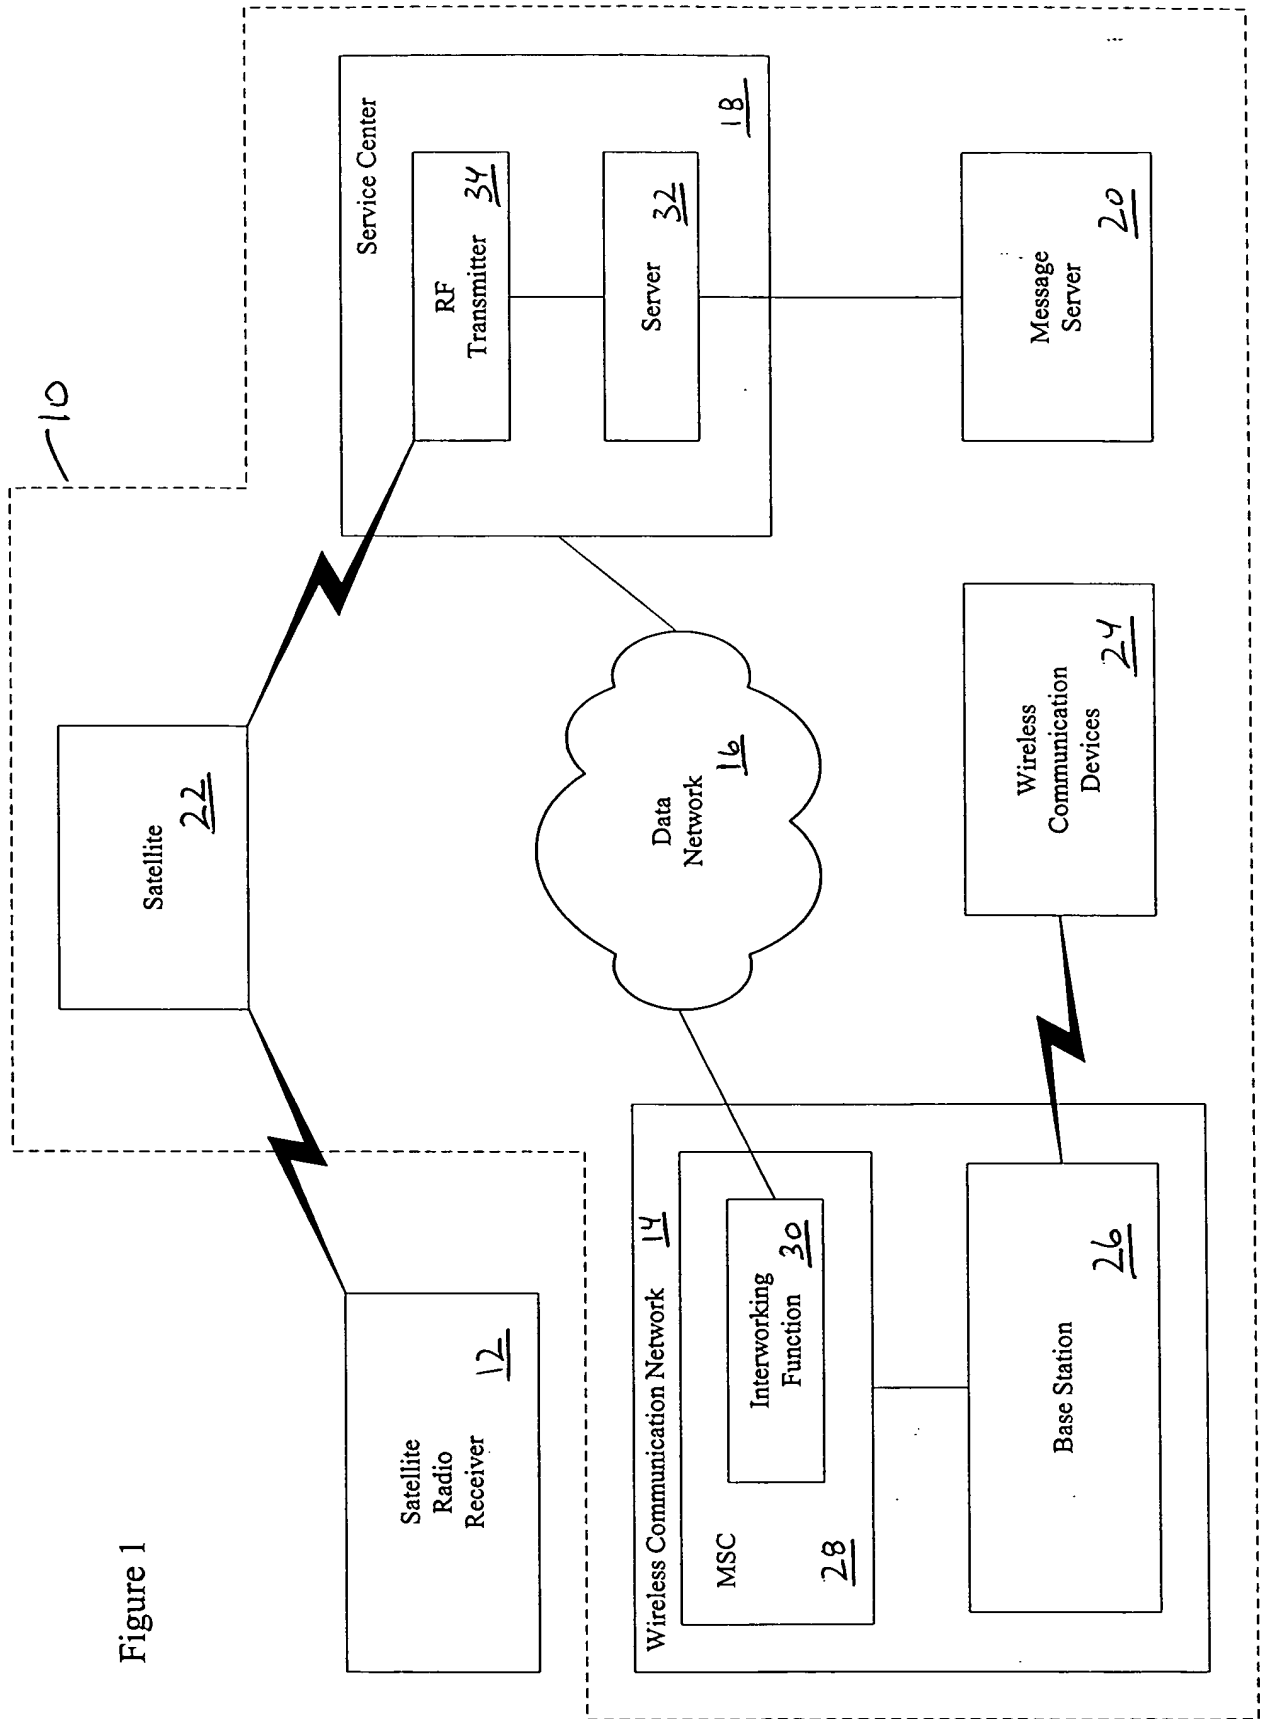 Figure 1
10
Satellite
22
Satellite
Radio
Receiver
12
Service Center
RF
Transmitter
34
Server
32
18
Data
Network
16
Wireless Communication Network
14
MSC
28
Interworking
Function
30
Base Station
26
Wireless
Communication
Devices
24
Message
Server
20